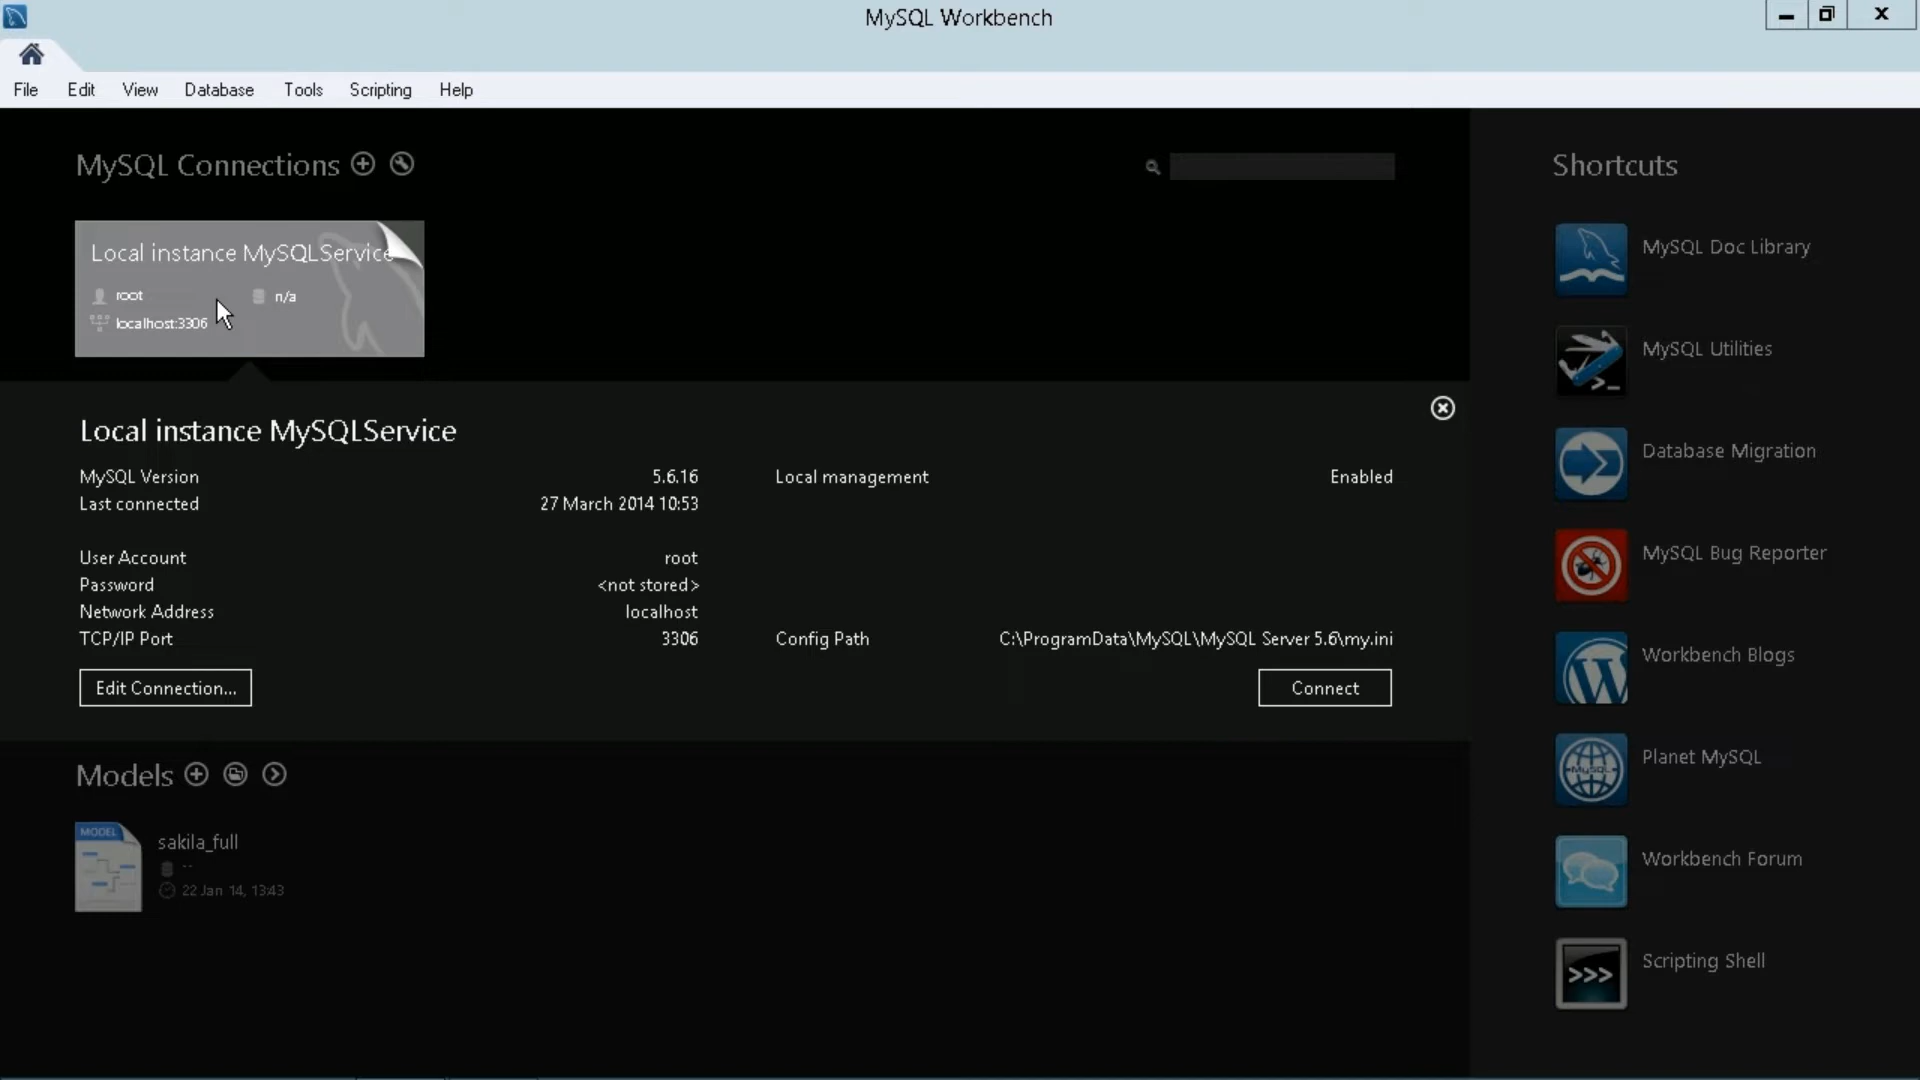 MySQL Workbench
File Edit View Database Tools Scripting Help
MySQL Connections
Local instance MySQLService
root n/a
localhost:3306
Local instance MySQLService
MySQL Version 5.6.16 Local management Enabled
Last connected 27 March 2014 10:53
User Account root
Password <not stored>
Network Address localhost
TCP/IP Port 3306 Config Path C:\ProgramData\MySQL\MySQL Server 5.6\my.ini
Edit Connection... Connect
Models
MODEL
sakila_full
--
22 Jan 14, 13:43
Shortcuts
MySQL Doc Library
MySQL Utilities
>_
Database Migration
MySQL Bug Reporter
Workbench Blogs
W
MySQL
Planet MySQL
Workbench Forum
>>>
Scripting Shell